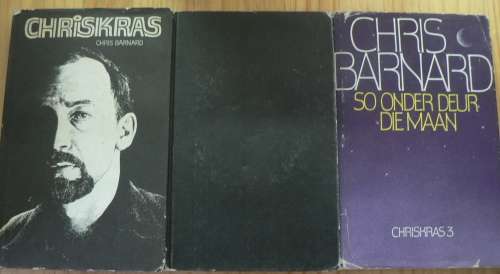 CHRiSKRAS
CHRIS BARNARD
CHRIS
BARNARD
SO ONDER DEUR
DIE MAAN
CHRISKRAS 3